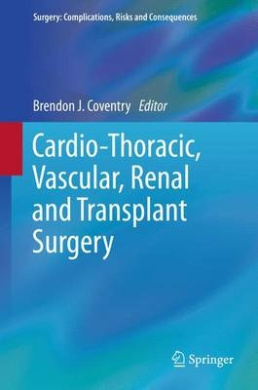 Surgery: Complications, Risks and Consequences
Brendon J. Coventry Editor
Cardio-Thoracic,
Vascular, Renal
and Transplant
Surgery
Springer